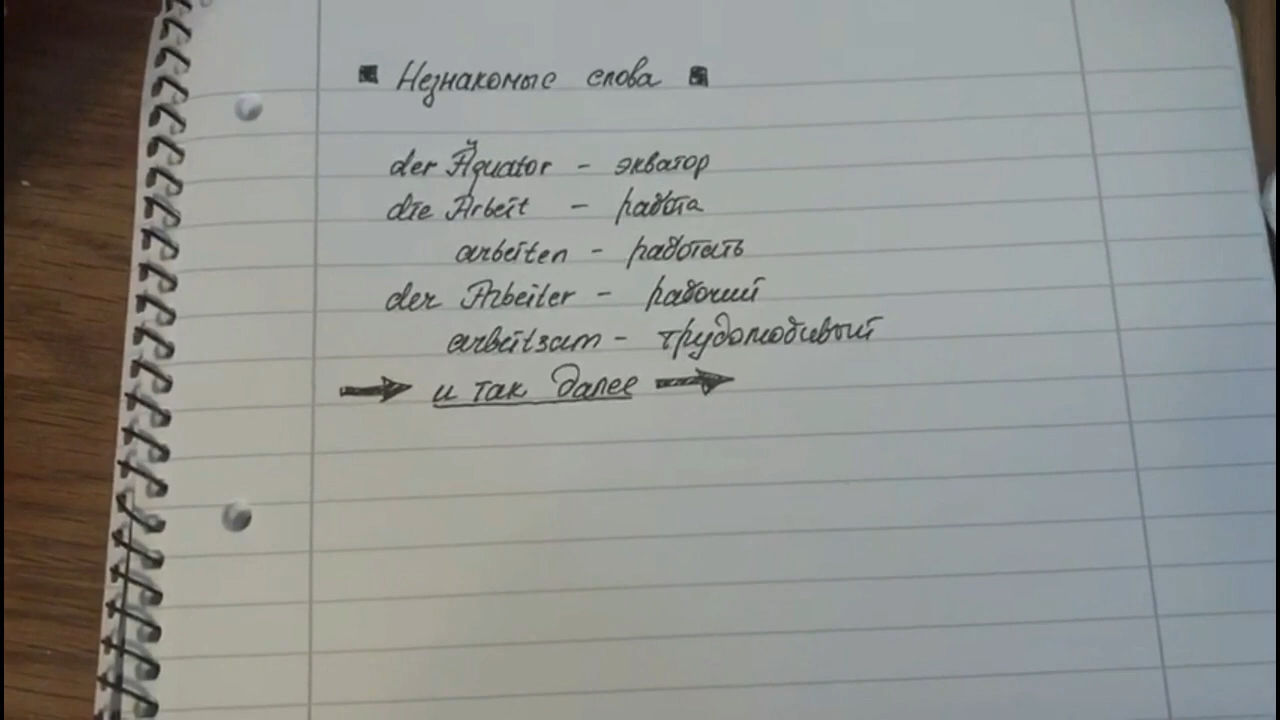 ▪ Незнакомые слова ▪
der Äquator - экватор
die Arbeit - работа
arbeiten - работать
der Arbeiter - рабочий
arbeitsam - трудолюбивый
→ и так далее →